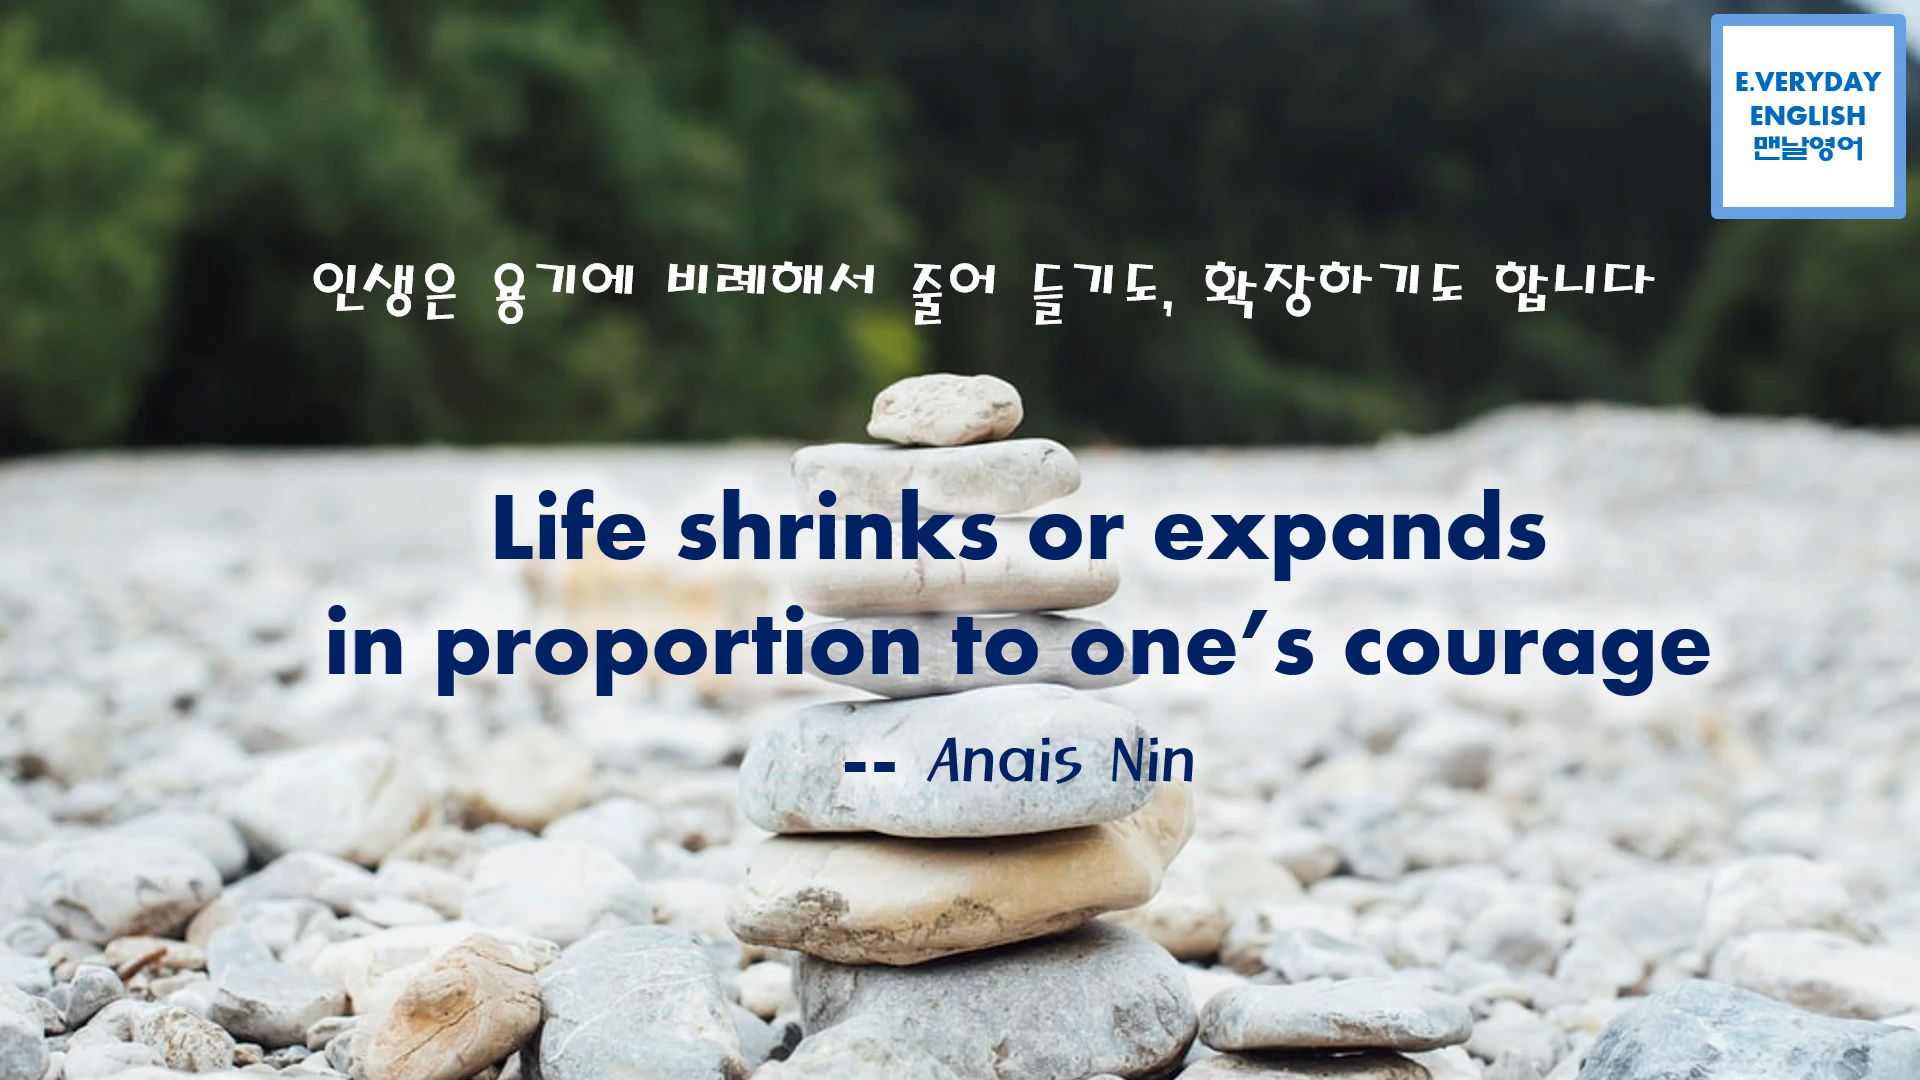 E.VERYDAY
ENGLISH
맨날영어
인생은 용기에 비례해서 줄어 들기도, 확장하기도 합니다
Life shrinks or expands
in proportion to one’s courage
-- Anais Nin